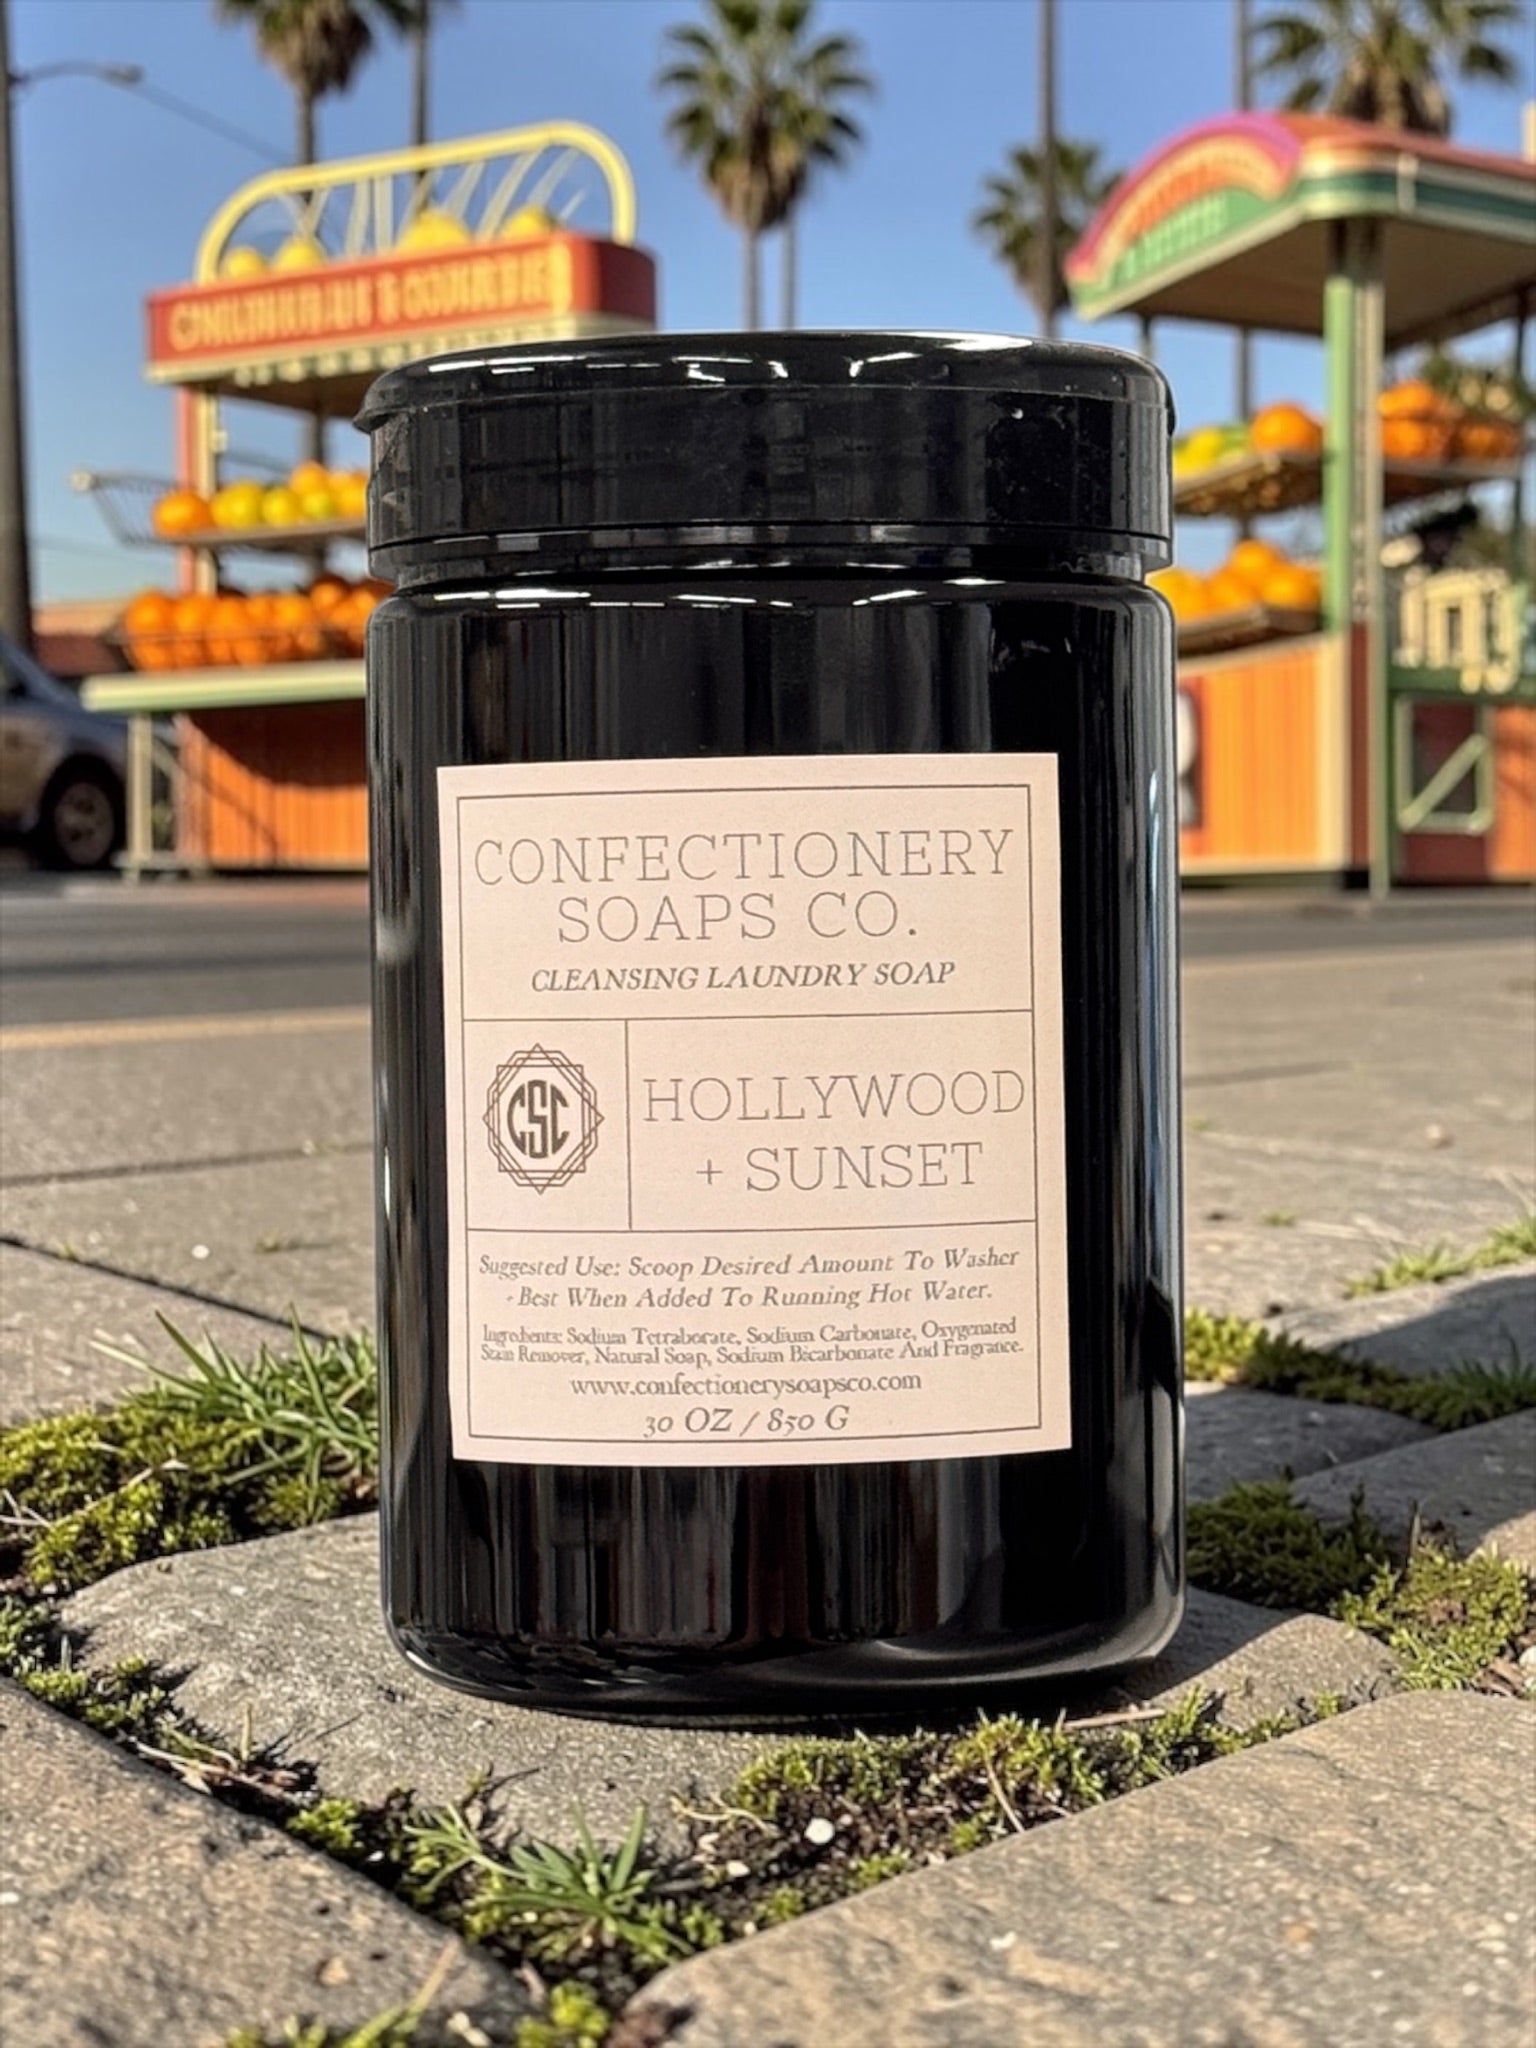 CONFECTIONERY
SOAPS CO.
CLEANSING LAUNDRY SOAP
CSC
HOLLYWOOD
+ SUNSET
Suggested Use: Scoop Desired Amount To Washer
- Best When Added To Running Hot Water.
Ingredients: Sodium Tetraborate, Sodium Carbonate, Oxygenated
Stain Remover, Natural Soap, Sodium Bicarbonate And Fragrance.
www.confectionerysoapsco.com
30 OZ / 850 G